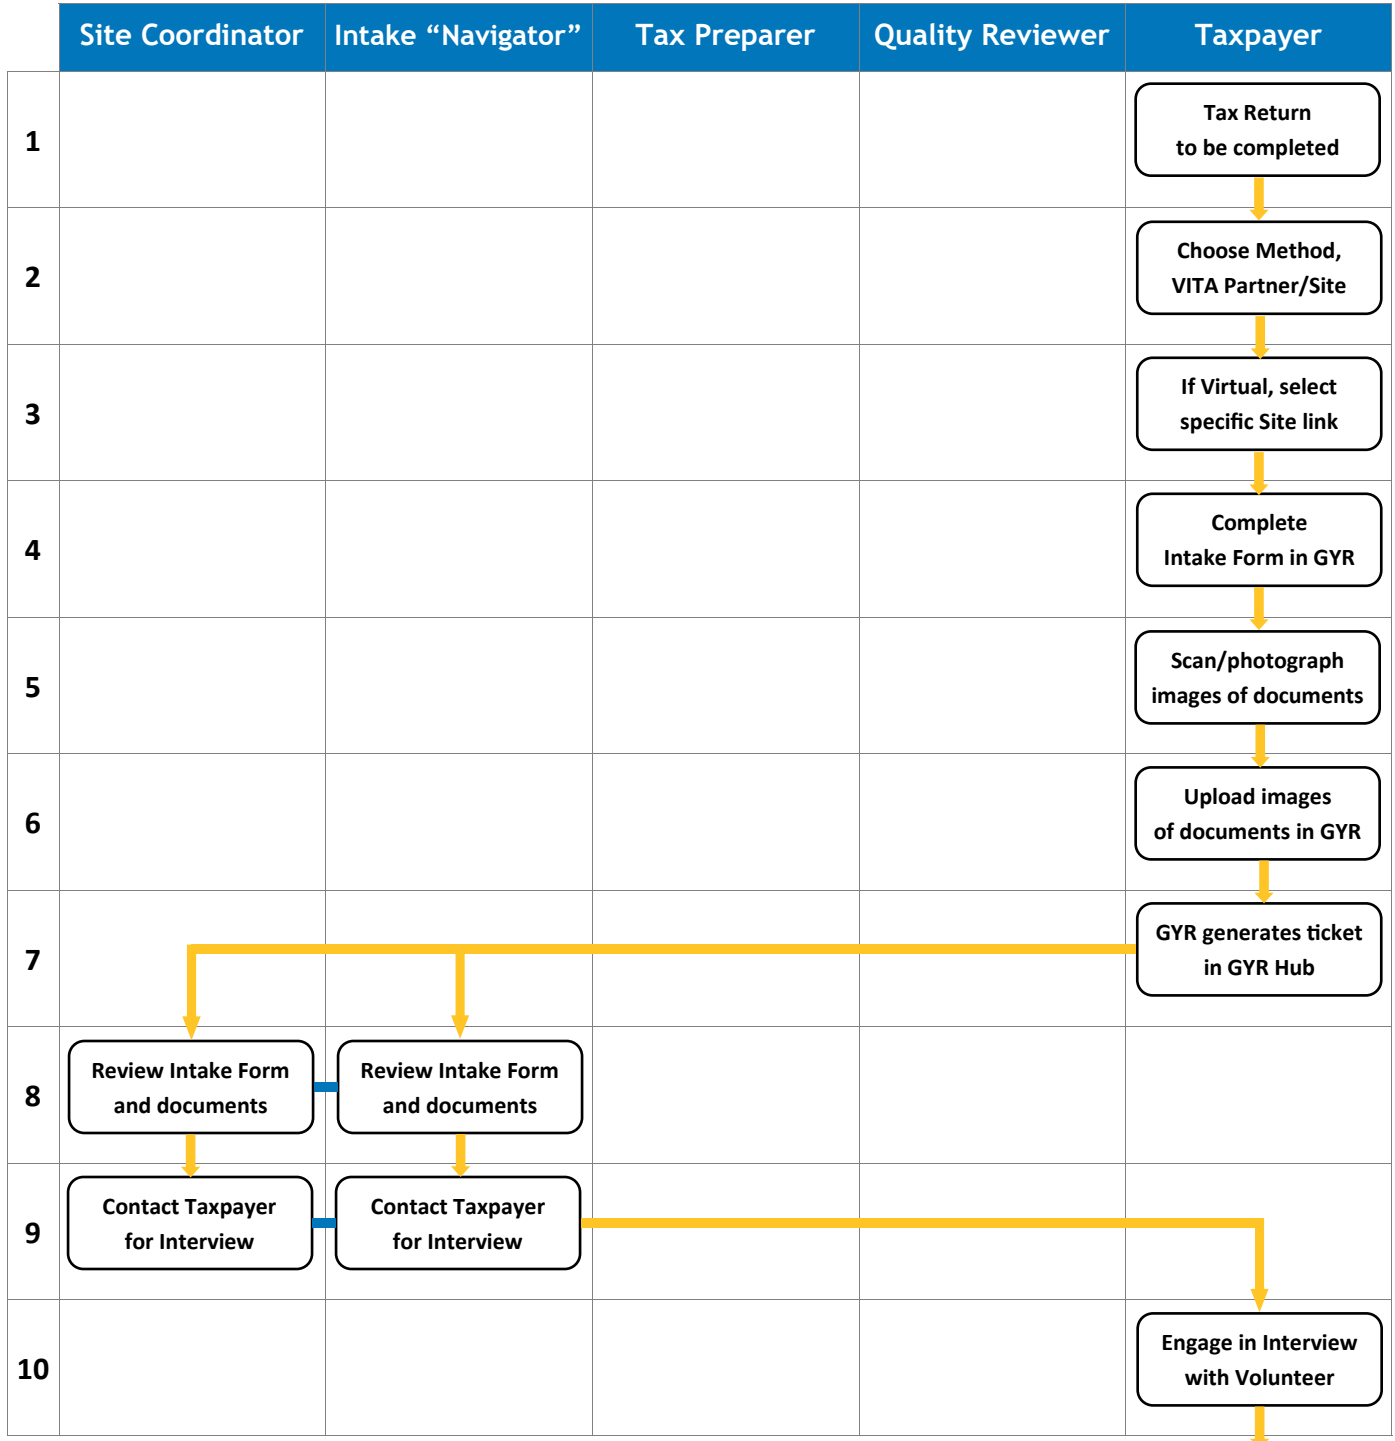 Site Coordinator Intake “Navigator” Tax Preparer Quality Reviewer Taxpayer
1
Tax Return
to be completed
2
Choose Method,
VITA Partner/Site
3
If Virtual, select
specific Site link
4
Complete
Intake Form in GYR
5
Scan/photograph
images of documents
6
Upload images
of documents in GYR
7
GYR generates ticket
in GYR Hub
8
Review Intake Form
and documents
Review Intake Form
and documents
9
Contact Taxpayer
for Interview
Contact Taxpayer
for Interview
10
Engage in Interview
with Volunteer